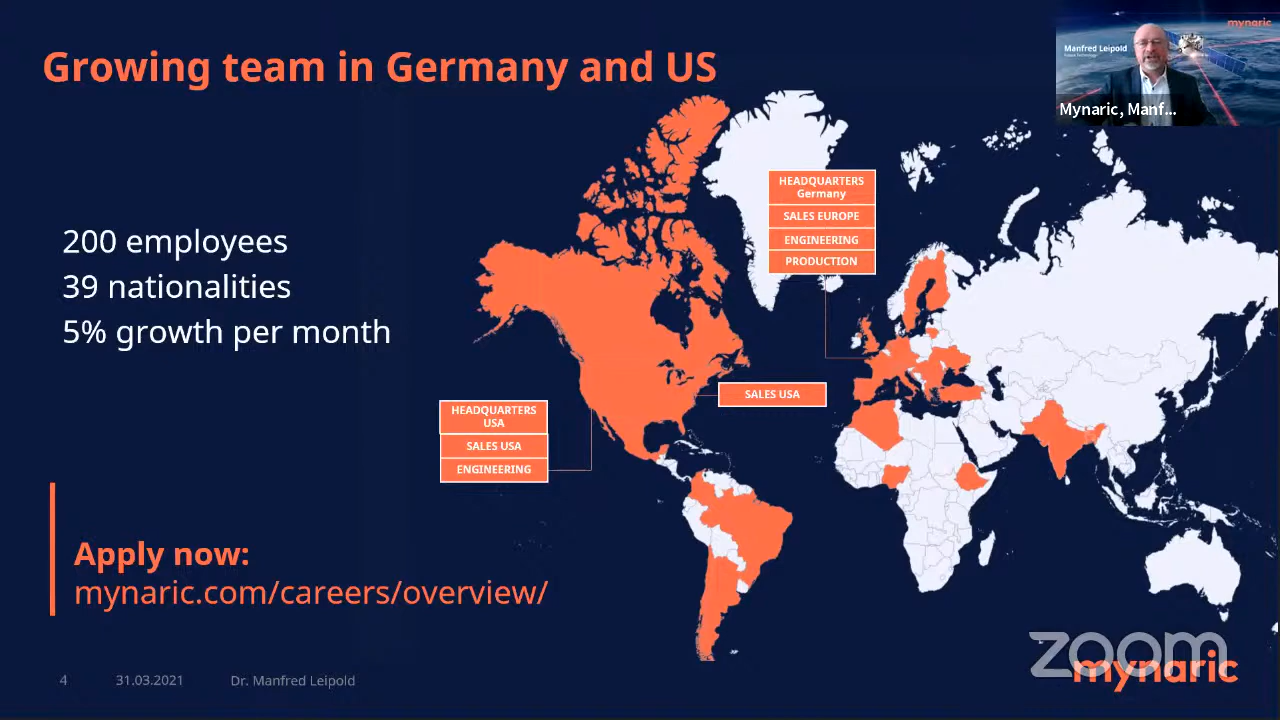 Growing team in Germany and US
mynaric
Manfred Leipold
Mynaric, Manf...
200 employees
39 nationalities
5% growth per month
HEADQUARTERS
Germany
SALES EUROPE
ENGINEERING
PRODUCTION
SALES USA
HEADQUARTERS
USA
SALES USA
ENGINEERING
Apply now:
mynaric.com/careers/overview/
4 31.03.2021 Dr. Manfred Leipold
zoom
mynaric